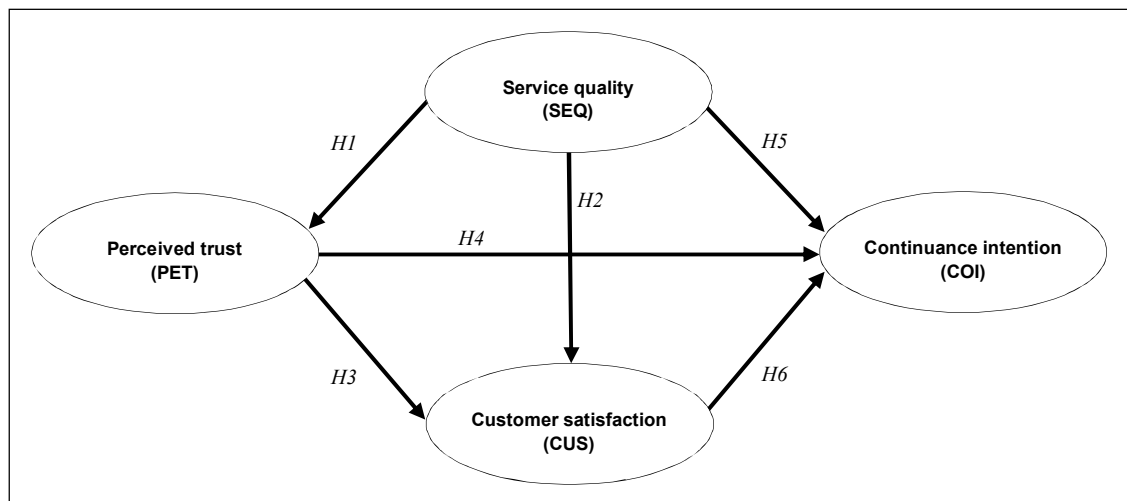 Service quality
(SEQ)
H1
H5
H2
Perceived trust
(PET)
H4
Continuance intention
(COI)
H3
H6
Customer satisfaction
(CUS)